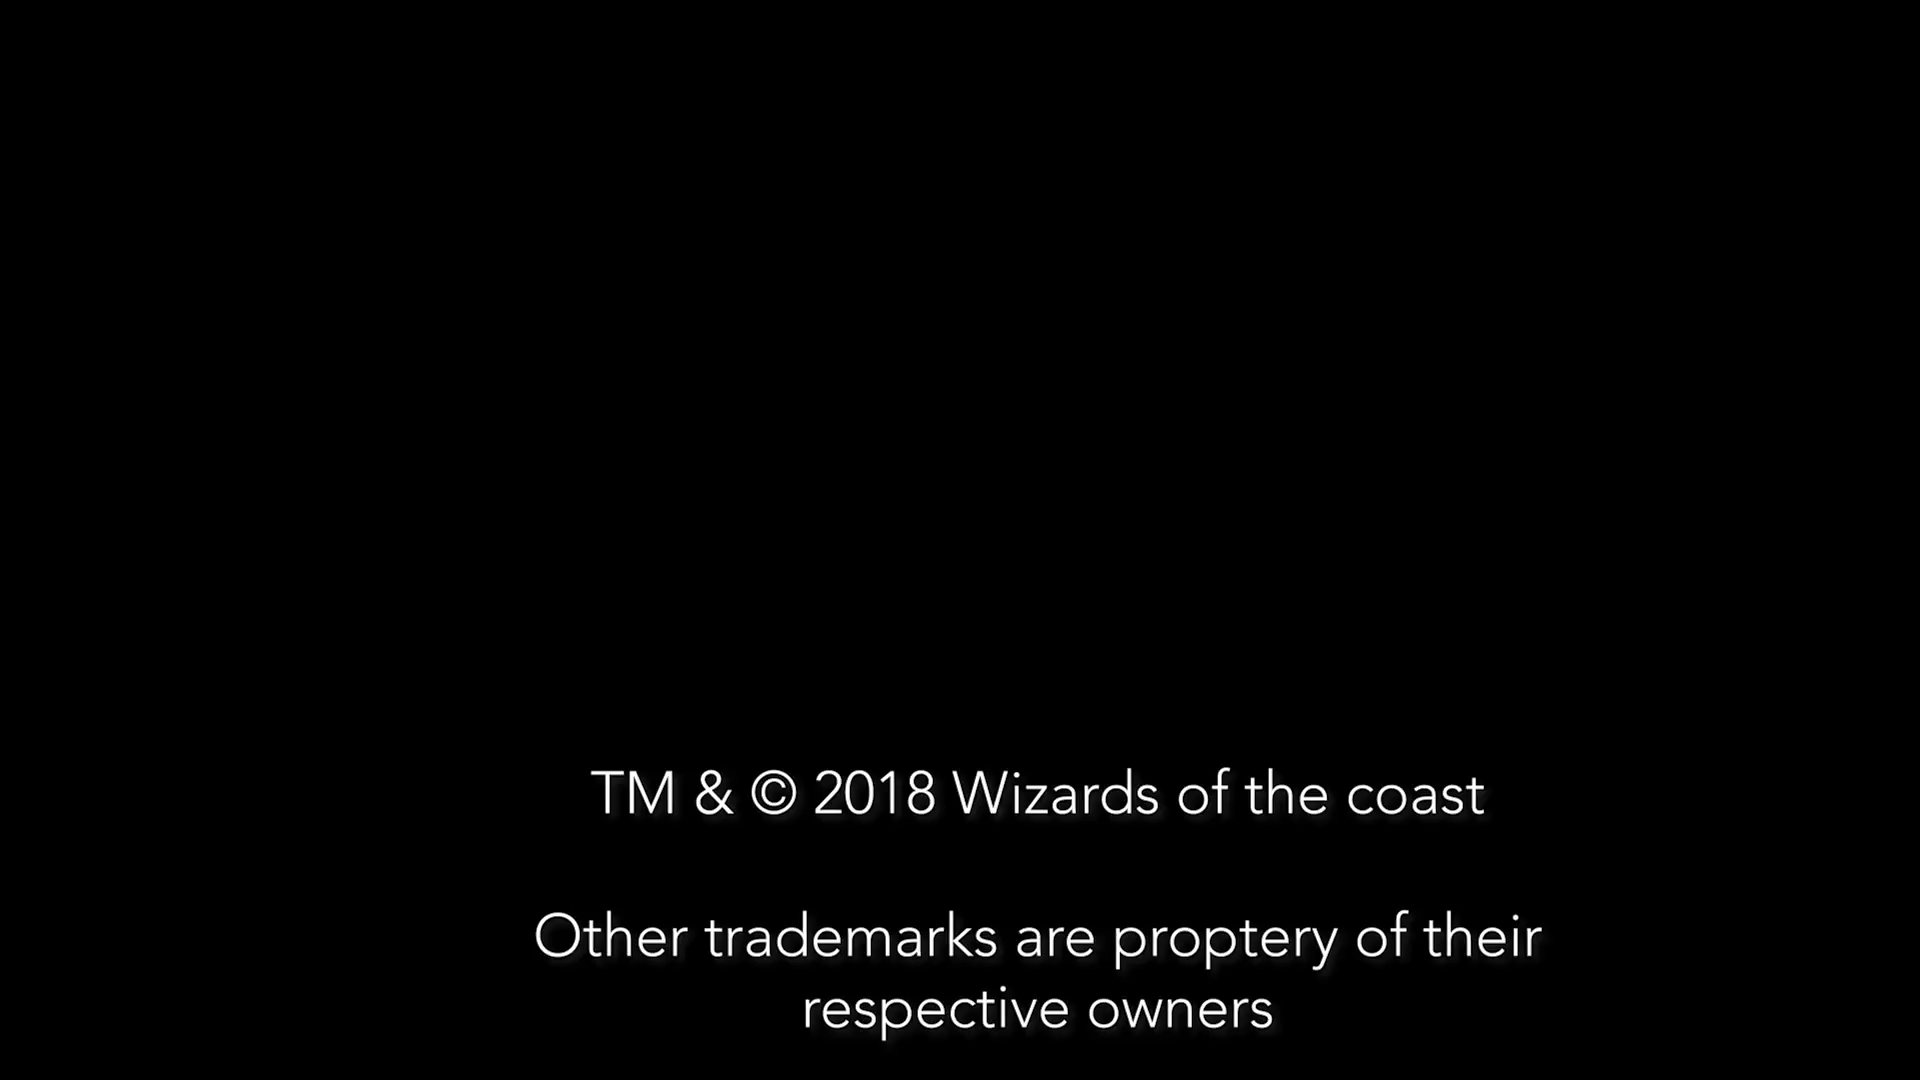 TM & © 2018 Wizards of the coast
Other trademarks are proptery of their
respective owners